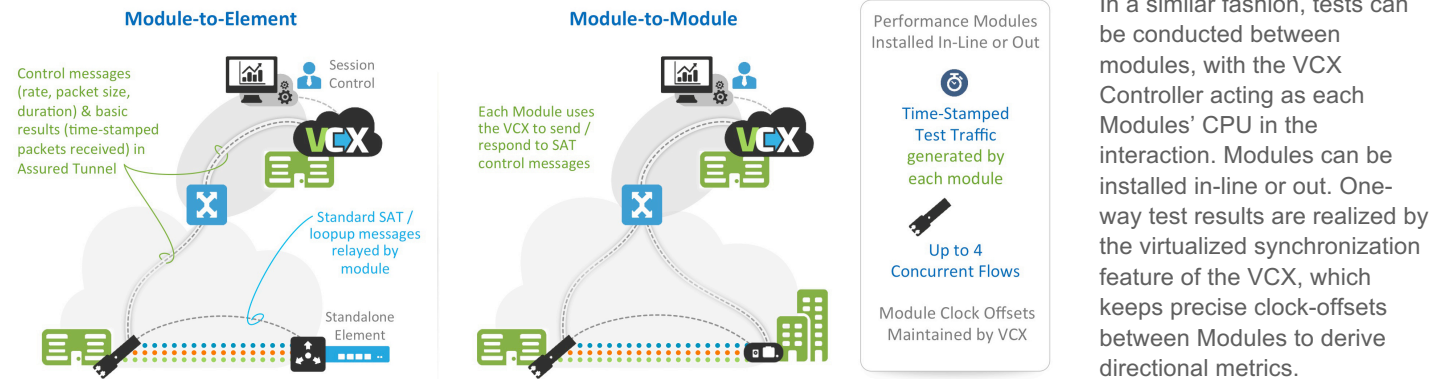 Module-to-Element
Control messages
(rate, packet size,
duration) & basic
results (time-stamped
packets received) in
Assured Tunnel
Session
Control
VCX
Standard SAT /
loopup messages
relayed by
module
Standalone
Element
Module-to-Module
Each Module uses
the VCX to send /
respond to SAT
control messages
VCX
Performance Modules
Installed In-Line or Out
Time-Stamped
Test Traffic
generated by
each module
Up to 4
Concurrent Flows
Module Clock Offsets
Maintained by VCX
In a similar fashion, tests can
be conducted between
modules, with the VCX
Controller acting as each
Modules’ CPU in the
interaction. Modules can be
installed in-line or out. One-
way test results are realized by
the virtualized synchronization
feature of the VCX, which
keeps precise clock-offsets
between Modules to derive
directional metrics.